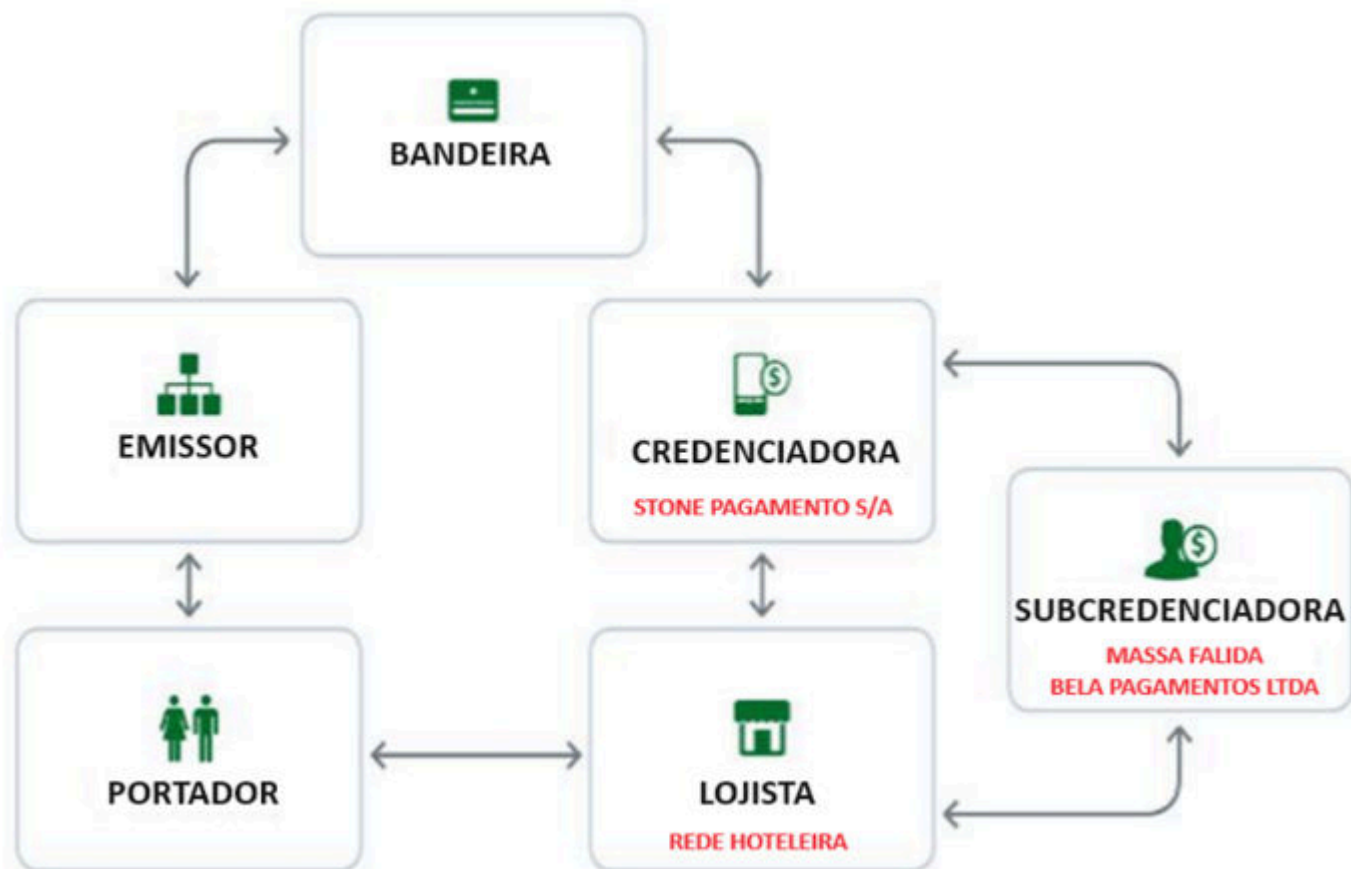 BANDEIRA
EMISSOR
CREDENCIADORA
STONE PAGAMENTO S/A
SUBCREDENCIADORA
MASSA FALIDA
BELA PAGAMENTOS LTDA
PORTADOR
LOJISTA
REDE HOTELEIRA